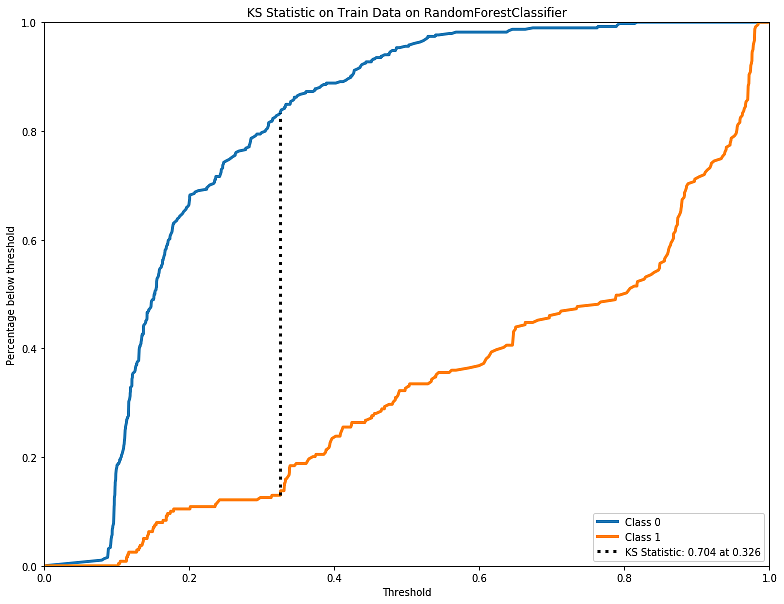 KS Statistic on Train Data on RandomForestClassifier
1.0
0.8
0.6
0.4
0.2
0.0
Percentage below threshold
0.0 0.2 0.4 0.6 0.8 1.0
Threshold
Class 0
Class 1
KS Statistic: 0.704 at 0.326